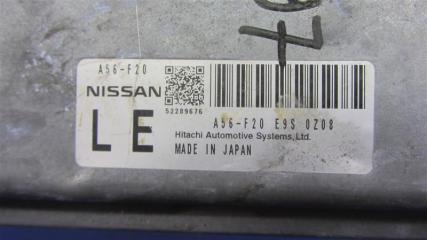 A56-F20
NISSAN
52209676
LE
A56-F20 E9S 0Z08
Hitachi Automotive Systems,Ltd.
MADE IN JAPAN